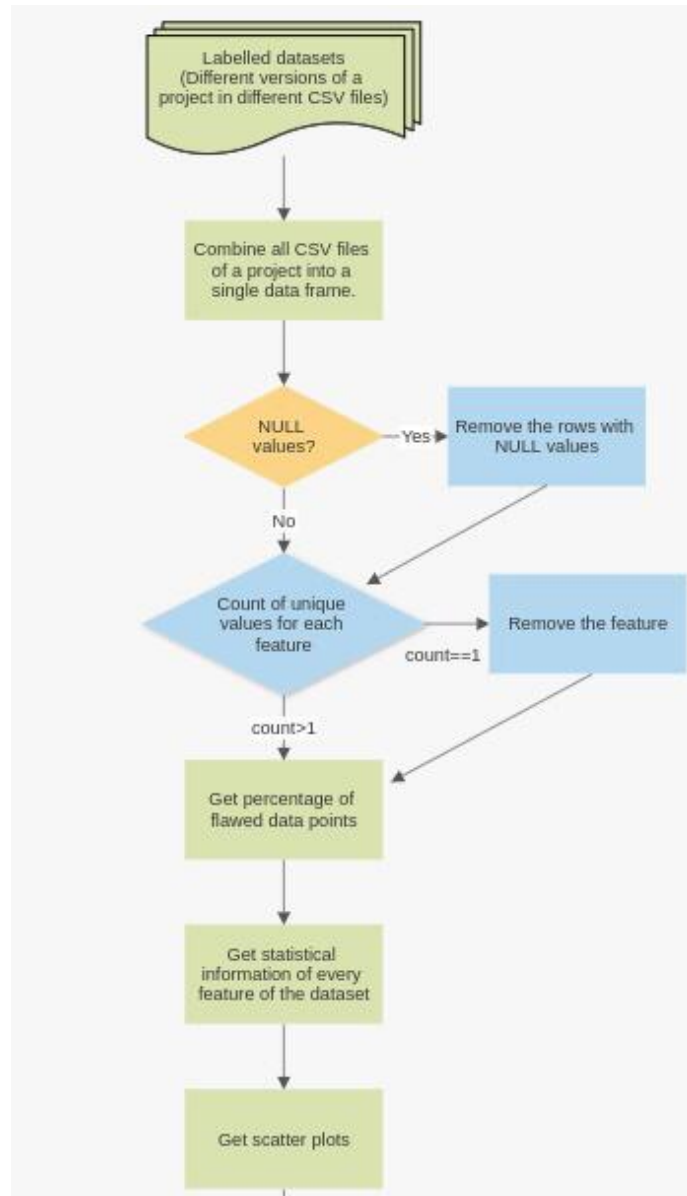 Labelled datasets
(Different versions of a
project in different CSV files)
Combine all CSV files
of a project into a
single data frame.
NULL
values?
Yes
Remove the rows with
NULL values
No
Count of unique
values for each
feature
count==1
Remove the feature
count>1
Get percentage of
flawed data points
Get statistical
information of every
feature of the dataset
Get scatter plots